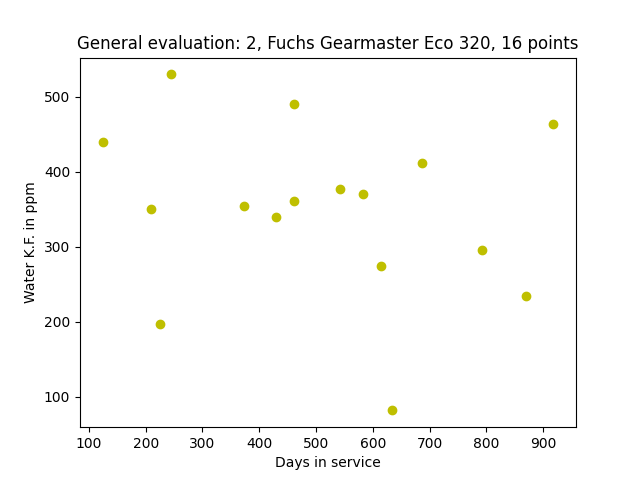 General evaluation: 2, Fuchs Gearmaster Eco 320, 16 points
Water K.F. in ppm
500
400
300
200
100
100 200 300 400 500 600 700 800 900
Days in service